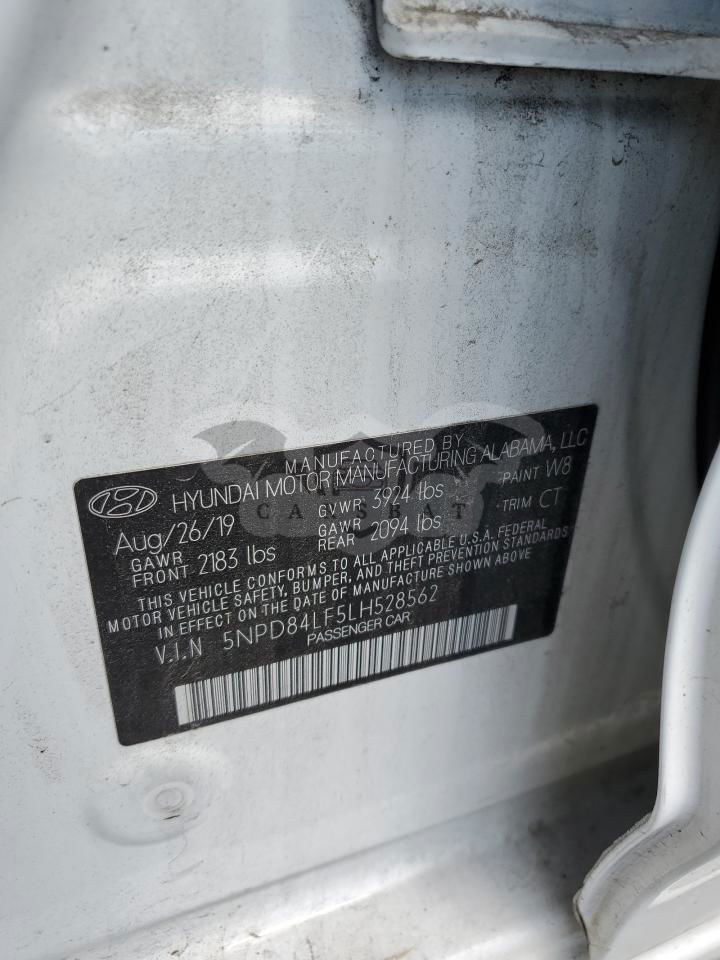 MANUFACTURED BY
HYUNDAI MOTOR MANUFACTURING ALABAMA, LLC
Aug/26/19 GVWR 3924 lbs PAINT W8
GAWR FRONT 2183 lbs GAWR REAR 2094 lbs TRIM CT
THIS VEHICLE CONFORMS TO ALL APPLICABLE U.S.A. FEDERAL
MOTOR VEHICLE SAFETY, BUMPER, AND THEFT PREVENTION STANDARDS
IN EFFECT ON THE DATE OF MANUFACTURE SHOWN ABOVE
V.I.N 5NPD84LF5LH528562
PASSENGER CAR